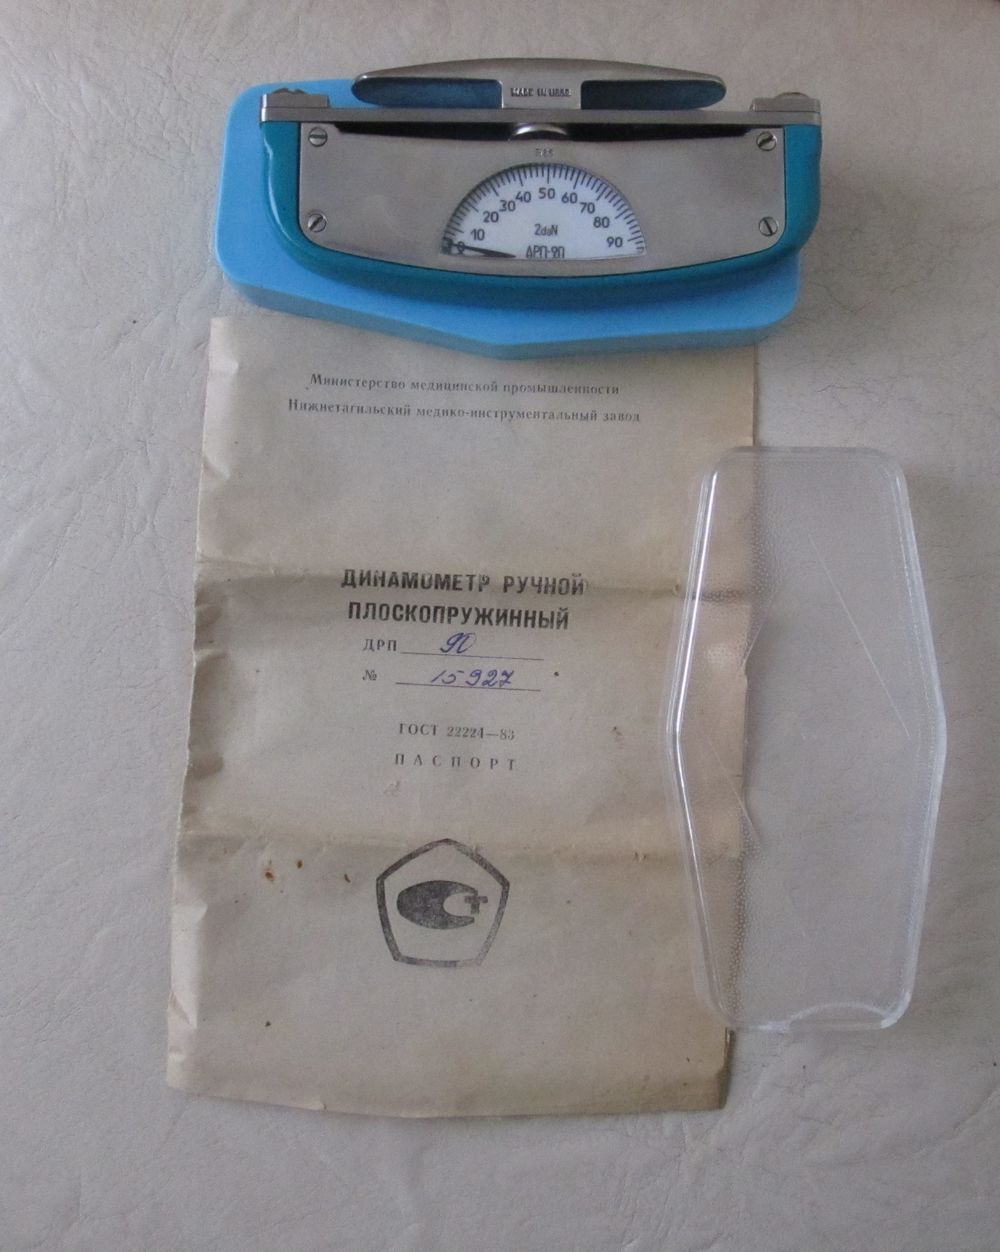 MADE IN USSR
50
40
60
30
70
20
80
10
90
0
2daN
ДРП-90
Министерство медицинской промышленности
Нижнетагильский медико-инструментальный завод
ДИНАМОМЕТР РУЧНОЙ
ПЛОСКОПРУЖИННЫЙ
ДРП 90
№ 15927
ГОСТ 22224—83
ПАСПОРТ